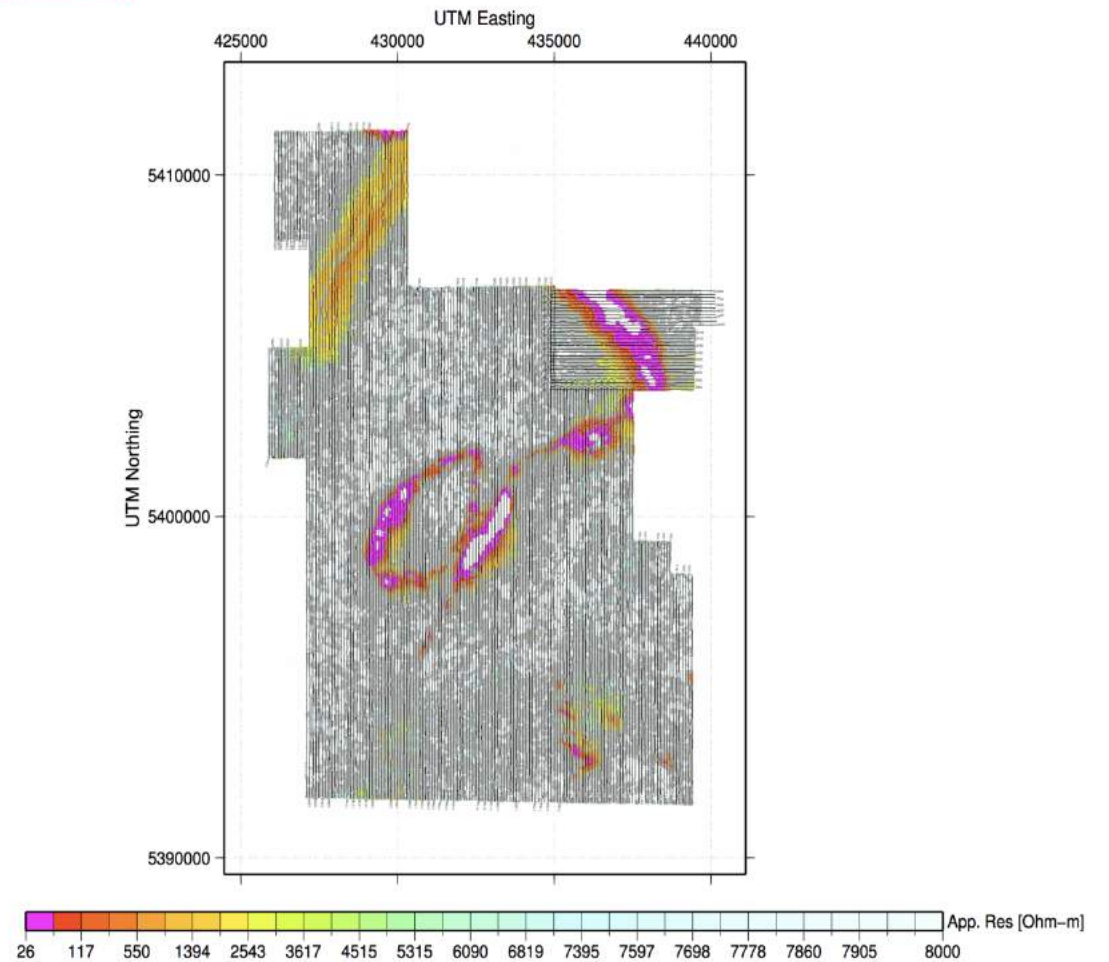 UTM Easting
425000 430000 435000 440000
5410000
UTM Northing
5400000
5390000
App. Res [Ohm-m]
26 117 550 1394 2543 3617 4515 5315 6090 6819 7395 7597 7698 7778 7860 7905 8000